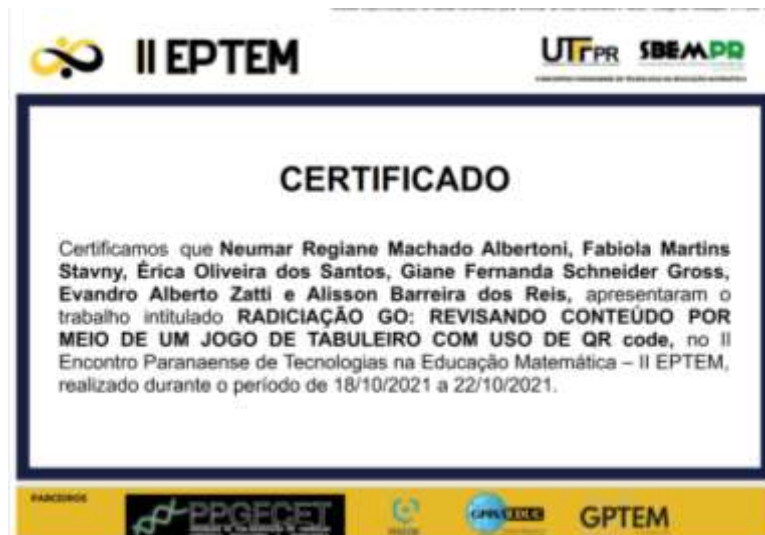 II EPTEM
UTFPR SBEMPR
CERTIFICADO
Certificamos que Neumar Regiane Machado Albertoni, Fabiola Martins
Stavny, Érica Oliveira dos Santos, Giane Fernanda Schneider Gross,
Evandro Alberto Zatti e Alisson Barreira dos Reis, apresentaram o
trabalho intitulado RADICIAÇÃO GO: REVISANDO CONTEÚDO POR
MEIO DE UM JOGO DE TABULEIRO COM USO DE QR code, no II
Encontro Paranaense de Tecnologias na Educação Matemática – II EPTEM,
realizado durante o período de 18/10/2021 a 22/10/2021.
PARCEIROS
PPGECET
GPTEM